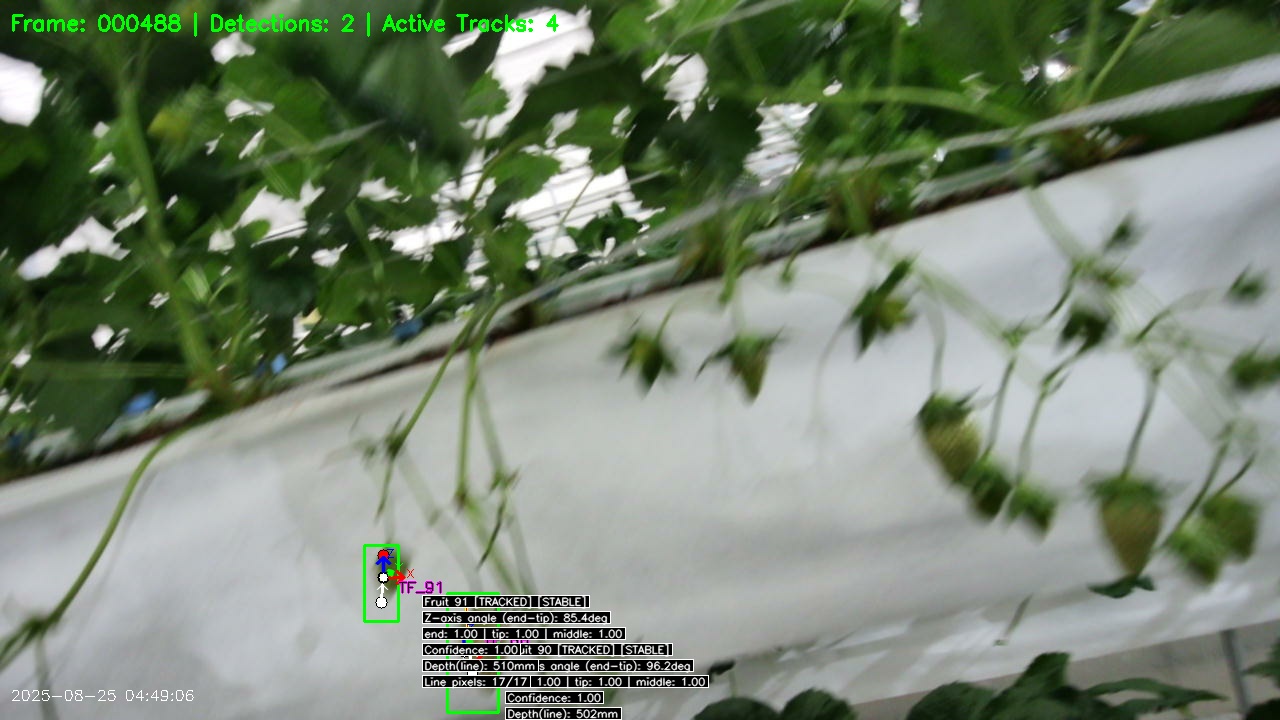 Frame: 000488 | Detections: 2 | Active Tracks: 4
x
TF_91
Fruit 91 [TRACKED] [STABLE]
Z-axis angle (end-tip): 85.4deg
end: 1.00 | tip: 1.00 | middle: 1.00
Confidence: 1.00 uit 90 [TRACKED] [STABLE]
Depth(line): 510mm s angle (end-tip): 96.2deg
Line pixels: 17/17 1.00 | tip: 1.00 | middle: 1.00
Confidence: 1.00
Depth(line): 502mm
2025-08-25 04:49:06